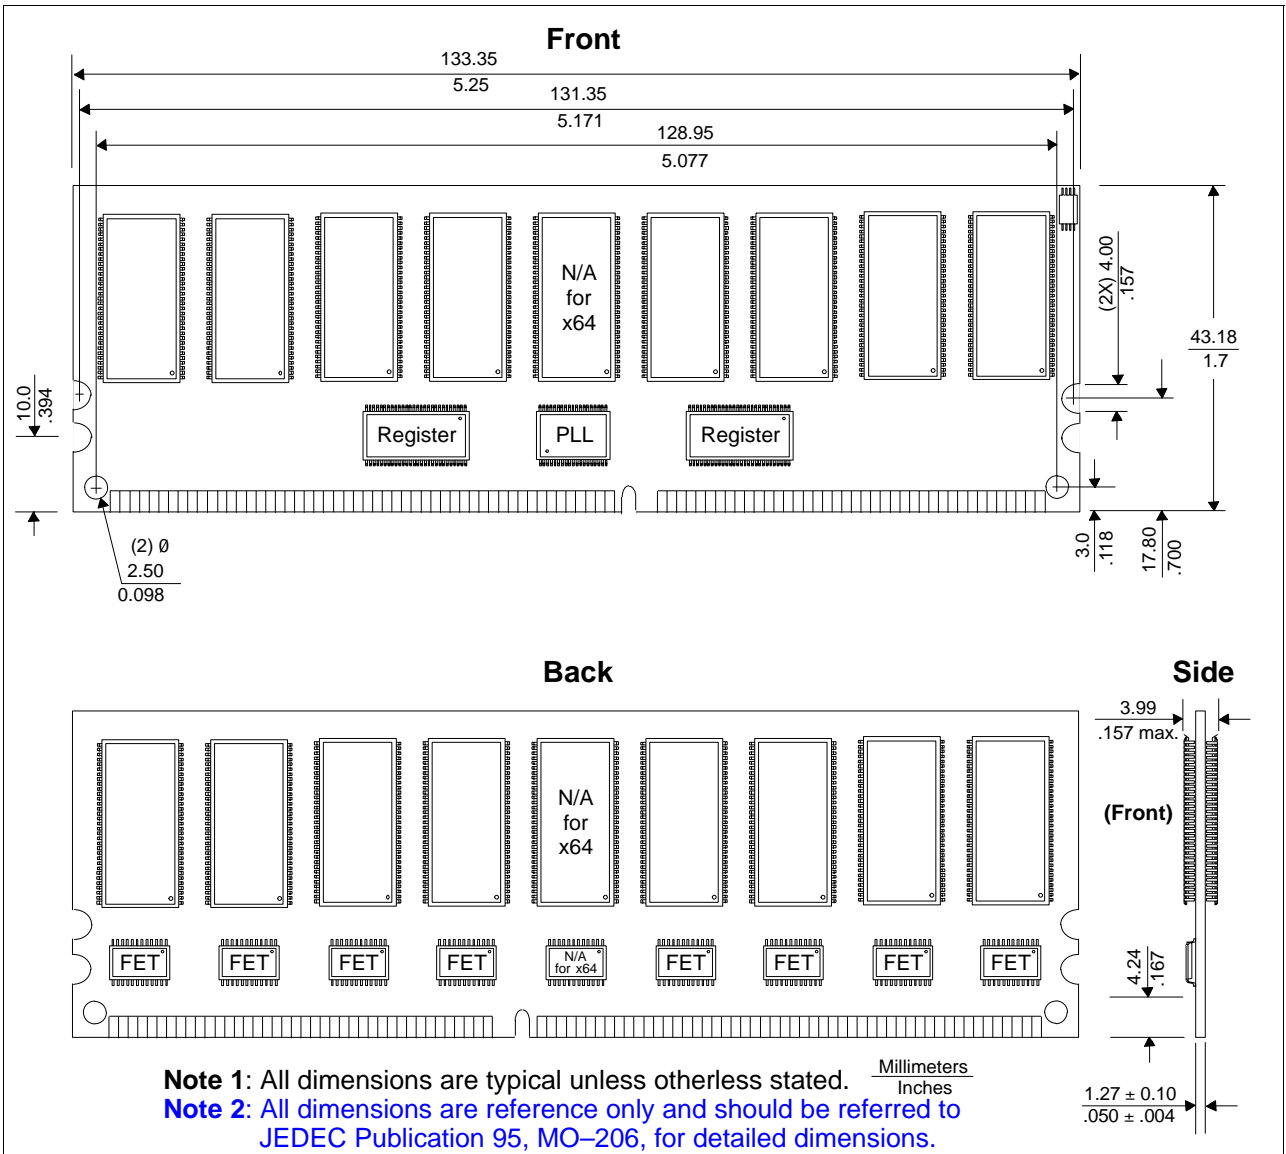 Front
133.35
5.25
131.35
5.171
128.95
5.077
N/A
for
x64
(2X) 4.00
.157
43.18
1.7
10.0
.394
Register
PLL
Register
(2) Ø
2.50
0.098
3.0
.118
17.80
.700
Back
Side
3.99
.157 max.
N/A
for
x64
(Front)
FET
FET
FET
FET
N/A
for x64
FET
FET
FET
FET
4.24
.167
Note 1: All dimensions are typical unless otherless stated.
Millimeters
Inches
Note 2: All dimensions are reference only and should be referred to
JEDEC Publication 95, MO–206, for detailed dimensions.
1.27 ± 0.10
.050 ± .004